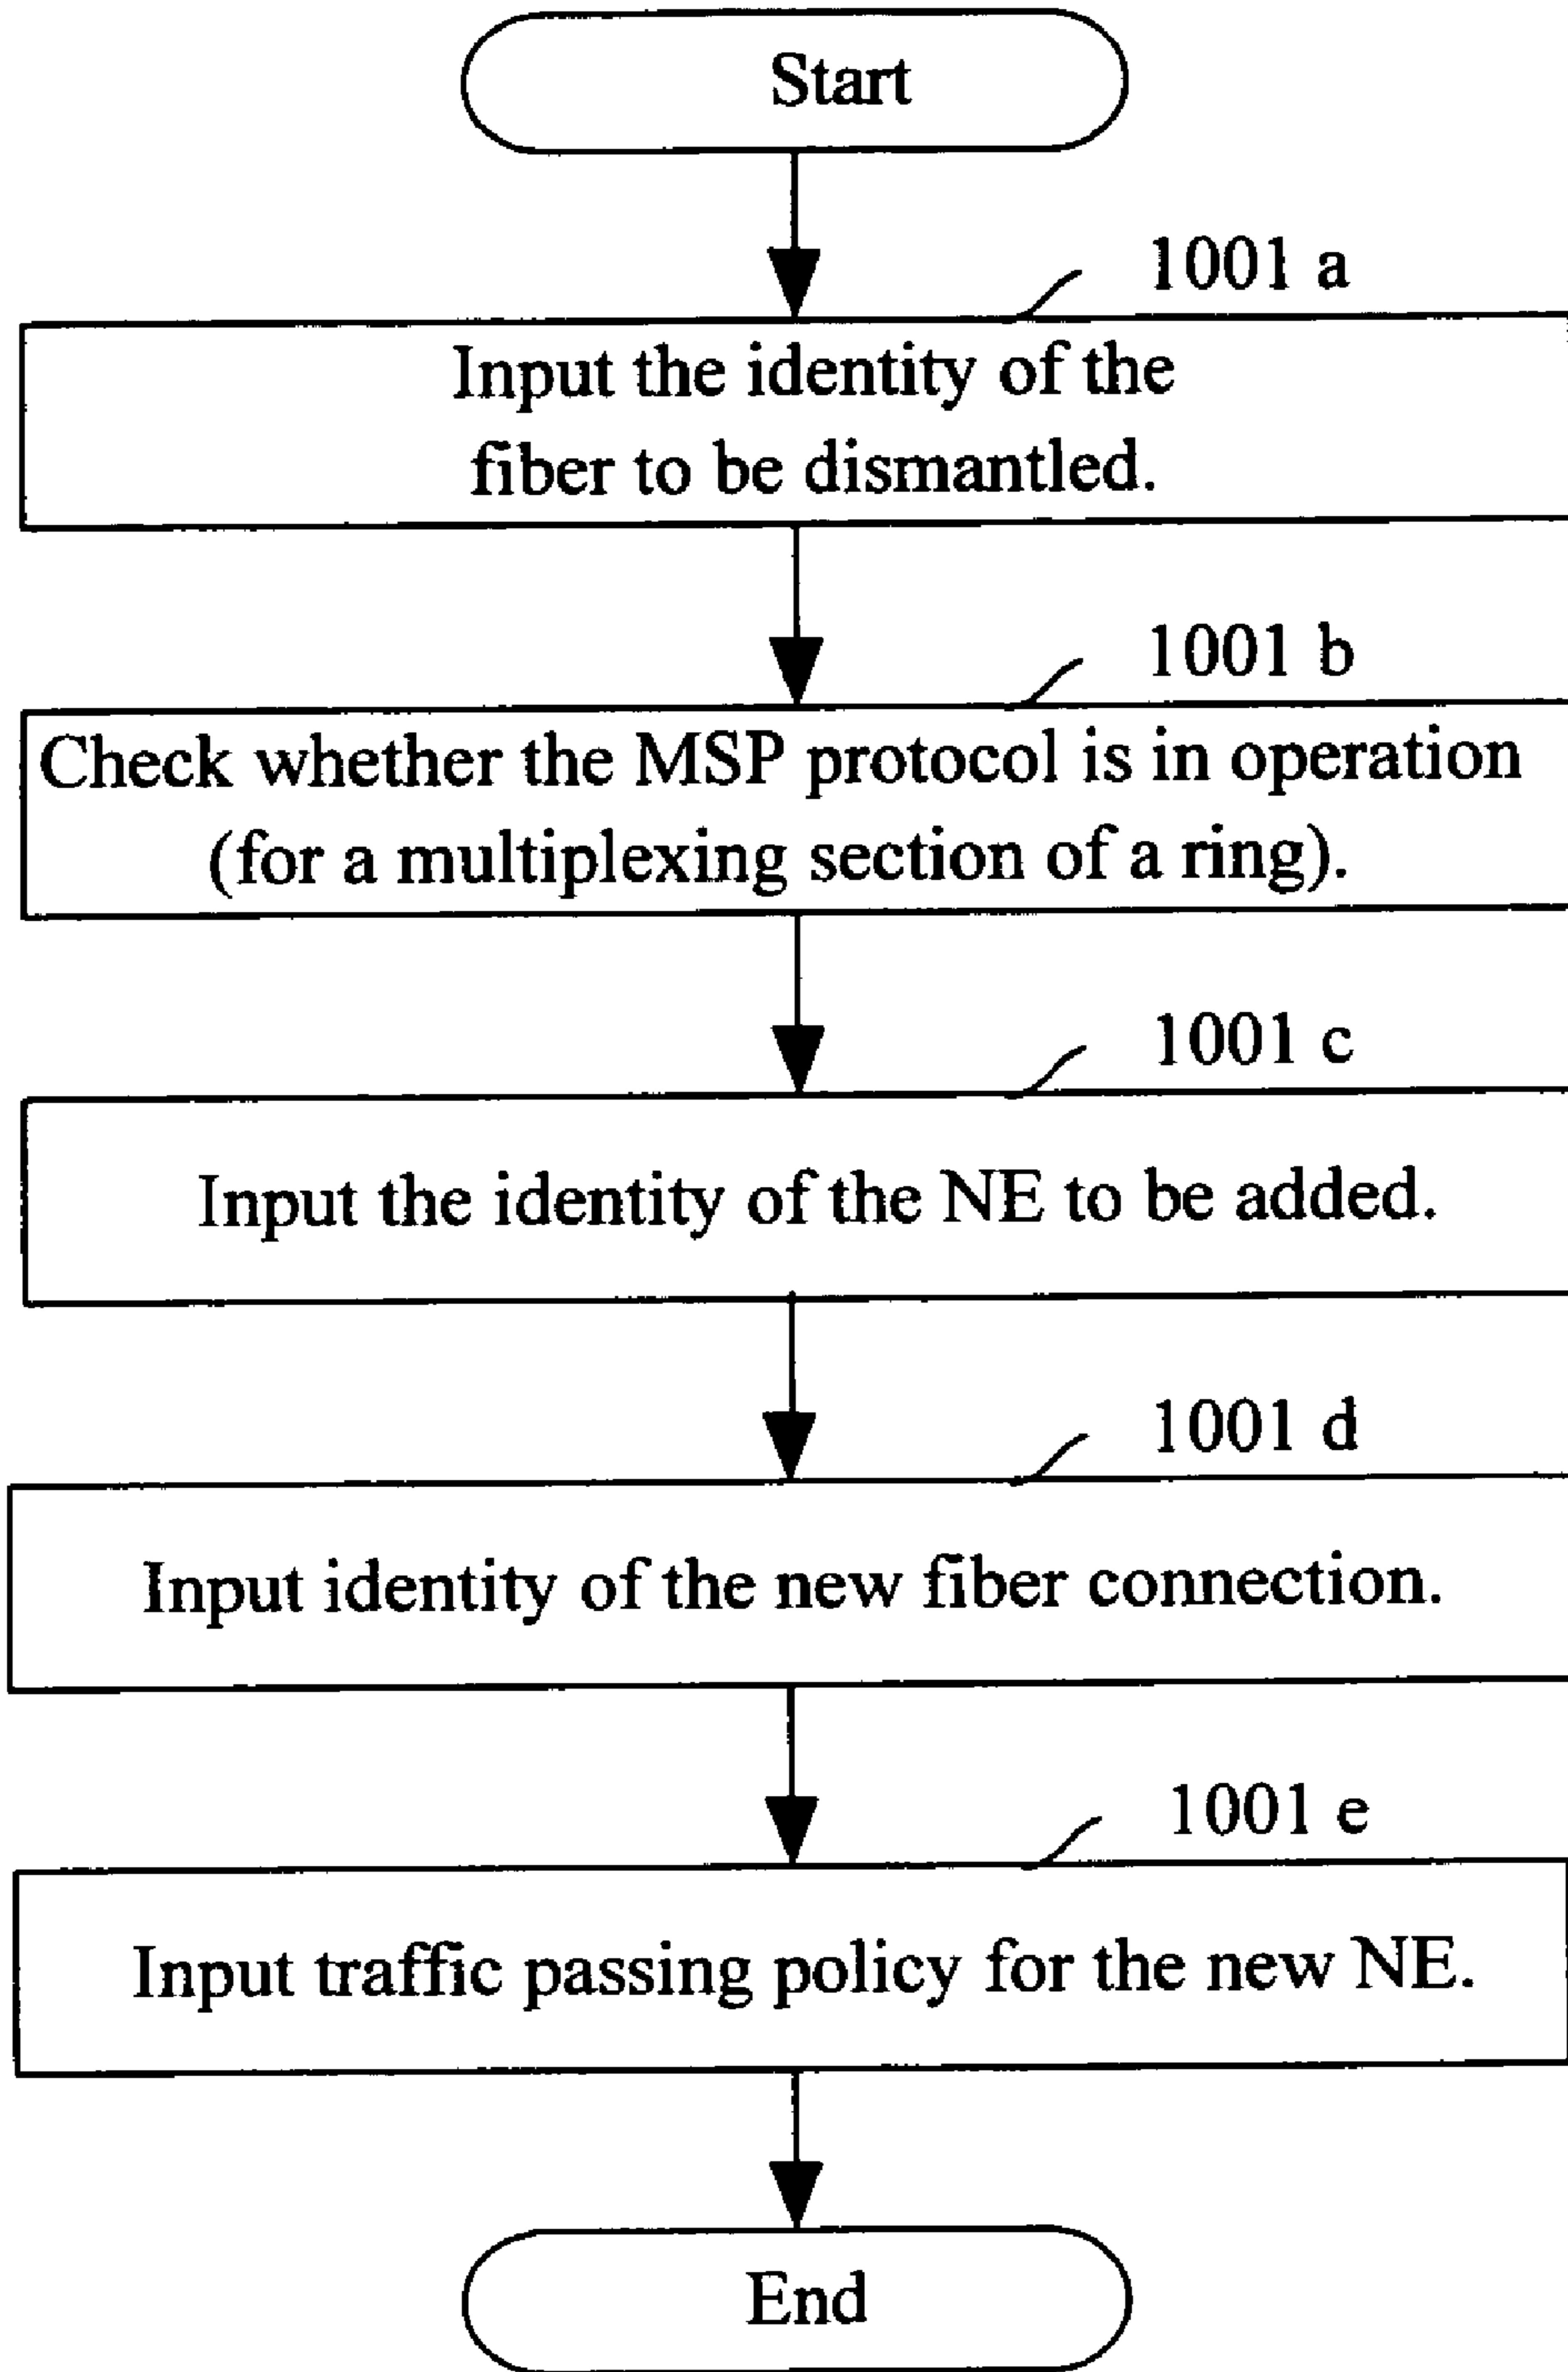 Start
1001 a
Input the identity of the
fiber to be dismantled.
1001 b
Check whether the MSP protocol is in operation
(for a multiplexing section of a ring).
1001 c
Input the identity of the NE to be added.
1001 d
Input identity of the new fiber connection.
1001 e
Input traffic passing policy for the new NE.
End